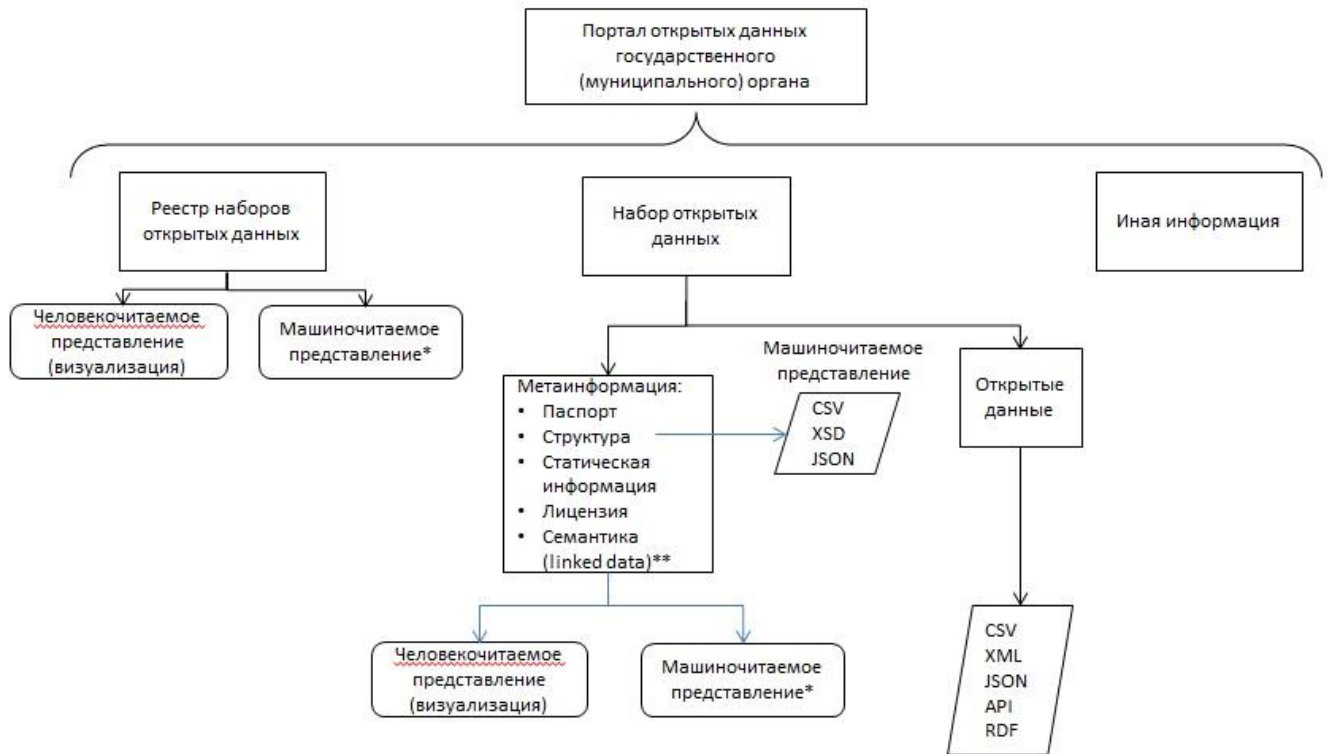 Портал открытых данных
государственного
(муниципального) органа
Реестр наборов
открытых данных
Набор открытых
данных
Иная информация
Человекочитаемое
представление
(визуализация)
Машиночитаемое
представление*
Метаинформация:
• Паспорт
• Структура
• Статическая
информация
• Лицензия
• Семантика
(linked data)**
Машиночитаемое
представление
CSV
XSD
JSON
Открытые
данные
Человекочитаемое
представление
(визуализация)
Машиночитаемое
представление*
CSV
XML
JSON
API
RDF